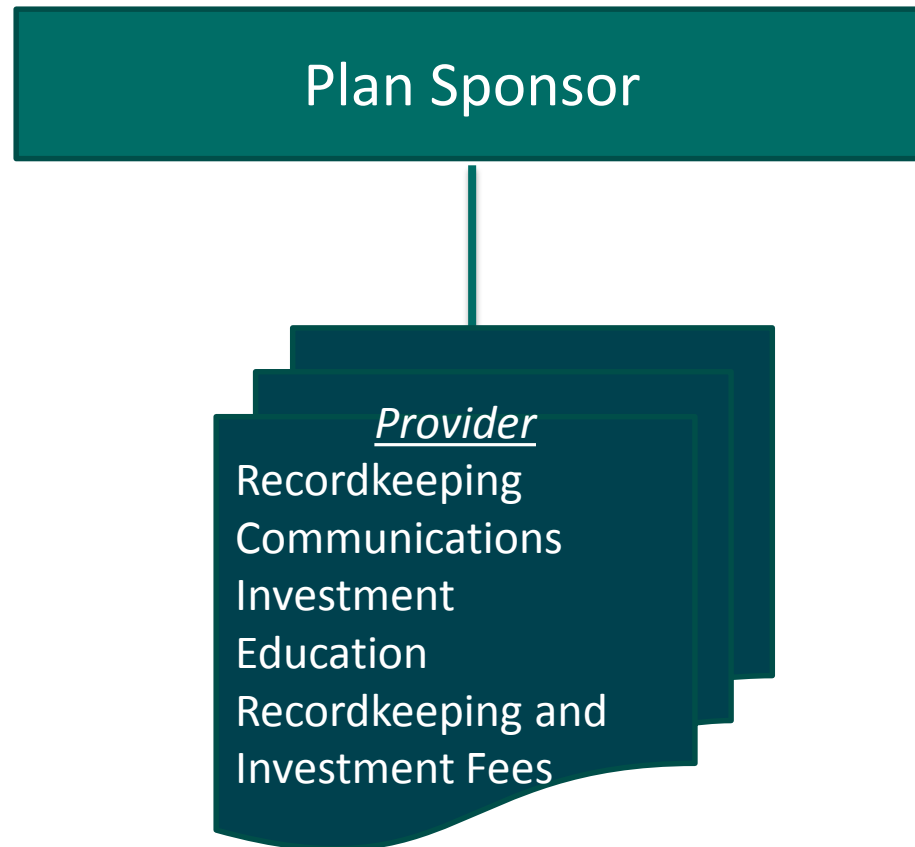 Plan Sponsor
Provider
Recordkeeping
Communications
Investment
Education
Recordkeeping and
Investment Fees